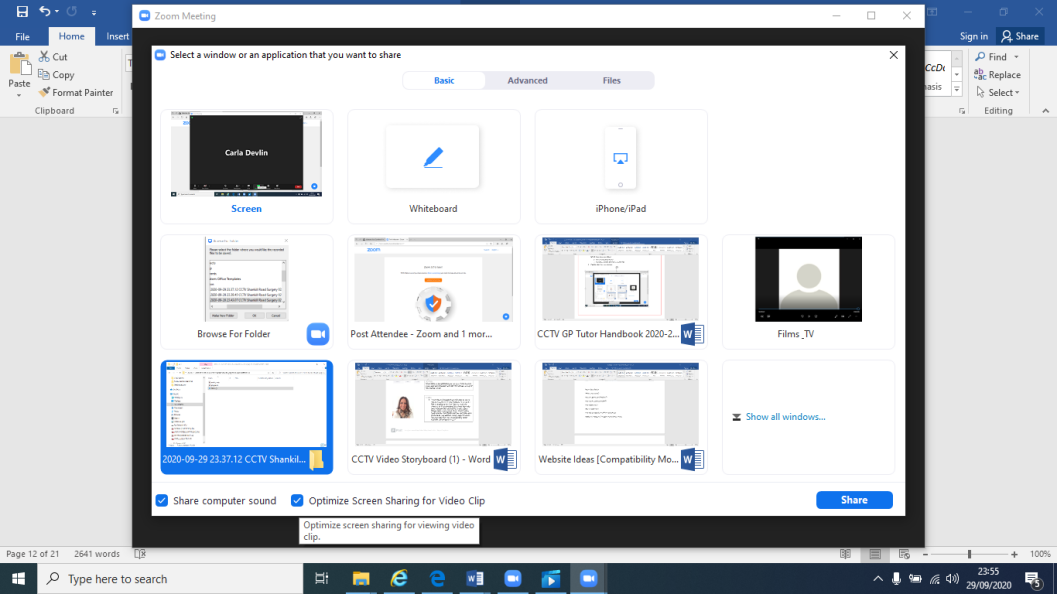 Zoom Meeting
File
Home
Insert
Sign in
Share
Paste
Cut
Copy
Format Painter
Clipboard
Find
Replace
Select
Editing
Select a window or an application that you want to share
Basic
Advanced
Files
Carla Devlin
Screen
Whiteboard
iPhone/iPad
Browse For Folder
zoom
Post Attendee - Zoom and 1 mor...
CCTV GP Tutor Handbook 2020-2...
Films _TV
2020-09-29 23.37.12 CCTV Shankil...
CCTV Video Storyboard (1) - Word
Website Ideas [Compatibility Mo...
Show all windows...
Share computer sound
Optimize Screen Sharing for Video Clip
Share
Optimize screen sharing for viewing video
clip.
Page 12 of 21
2641 words
100%
Type here to search
23:55
29/09/2020
5